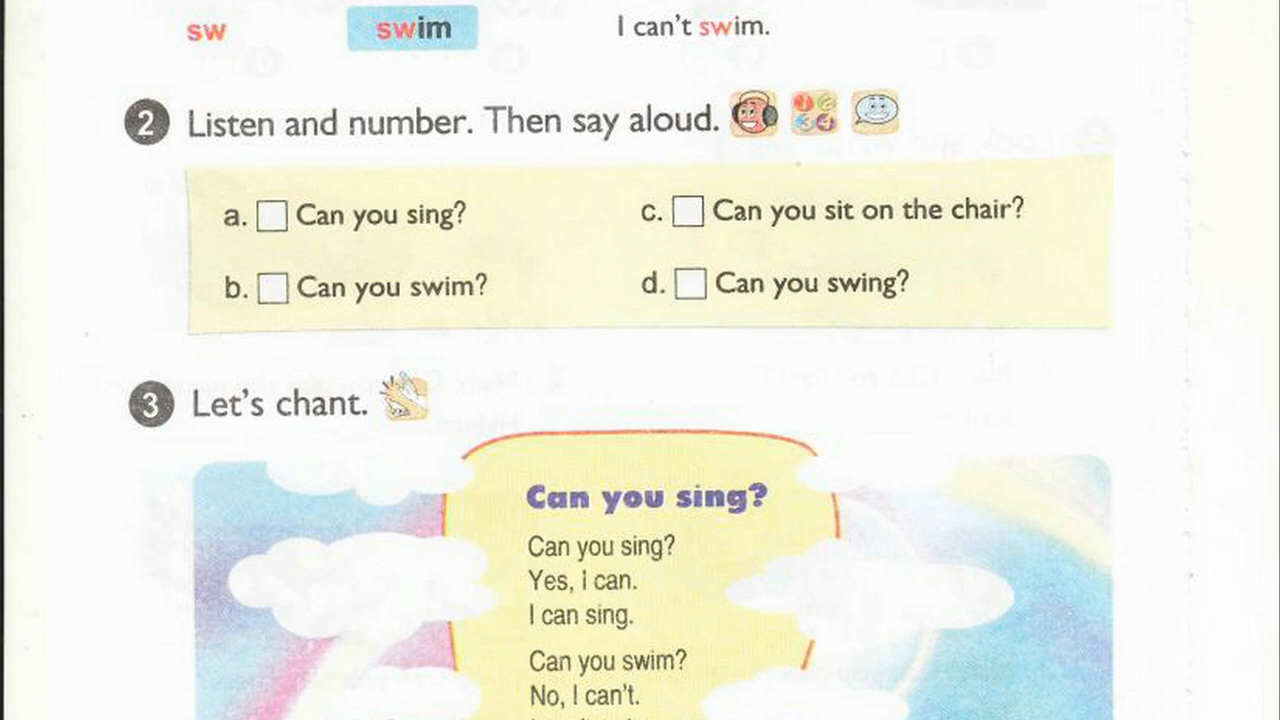 sw swim I can't swim.
2 Listen and number. Then say aloud.
a. Can you sing?
b. Can you swim?
c. Can you sit on the chair?
d. Can you swing?
3 Let's chant.
Can you sing?
Can you sing?
Yes, I can.
I can sing.
Can you swim?
No, I can't.